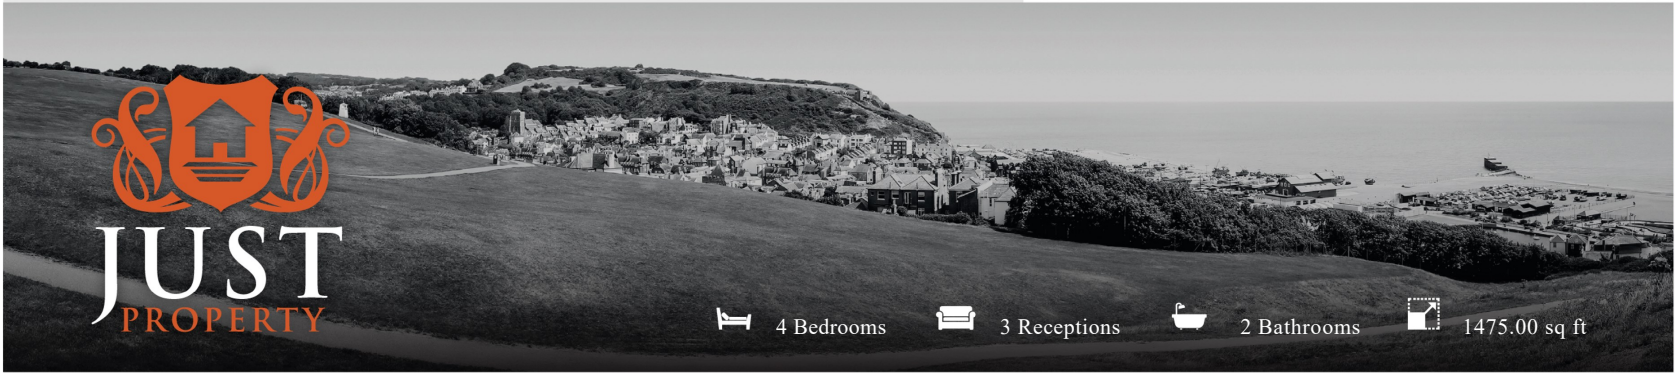 JUST
PROPERTY
4 Bedrooms
3 Receptions
2 Bathrooms
1475.00 sq ft